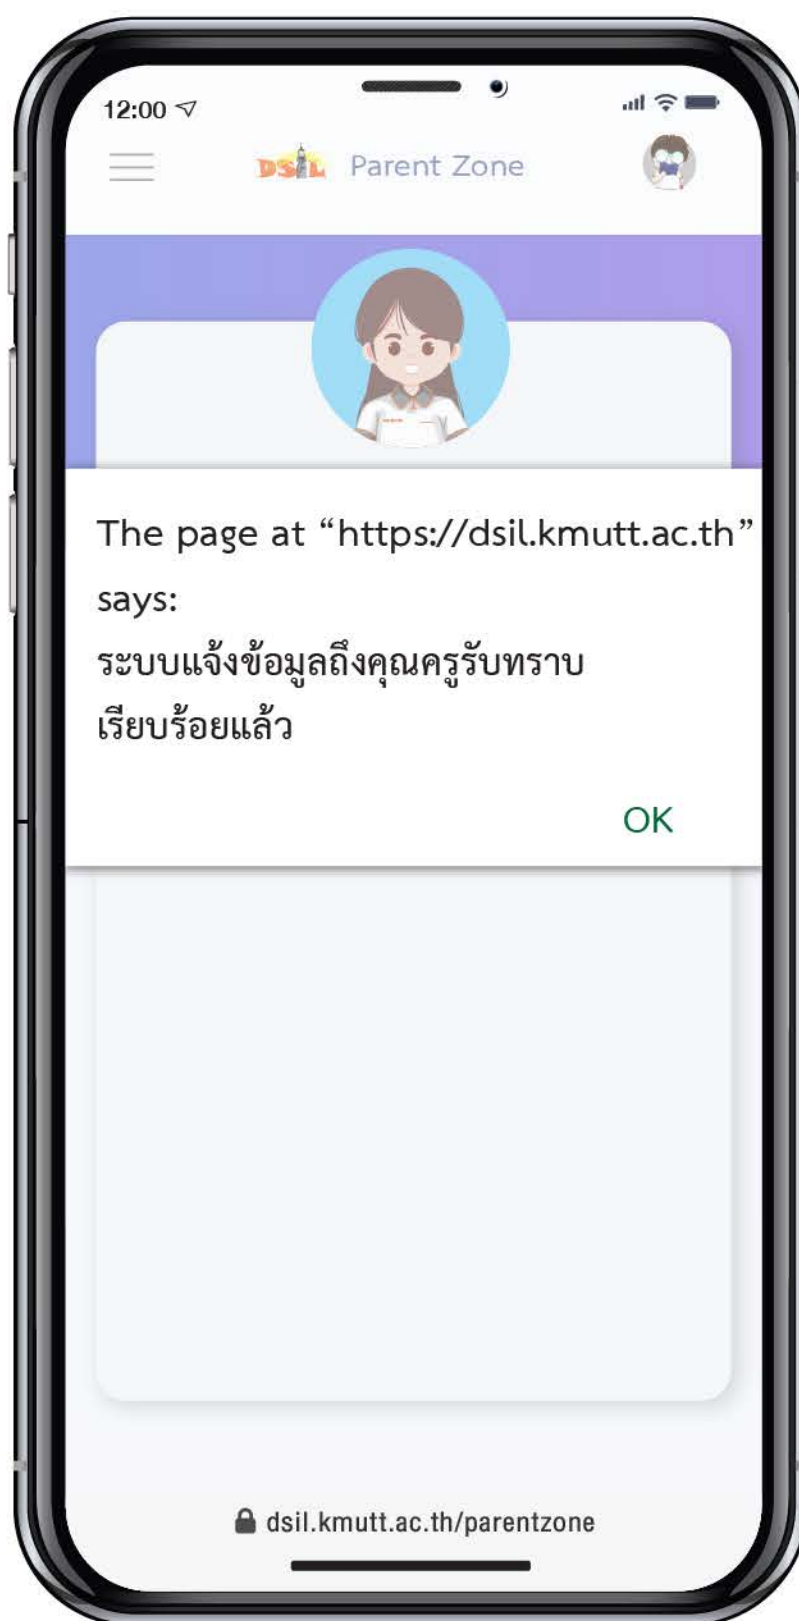 12:00
DSIL Parent Zone
The page at “https://dsil.kmutt.ac.th”
says:
ระบบแจ้งข้อมูลถึงคุณครูรับทราบ
เรียบร้อยแล้ว
OK
dsil.kmutt.ac.th/parentzone